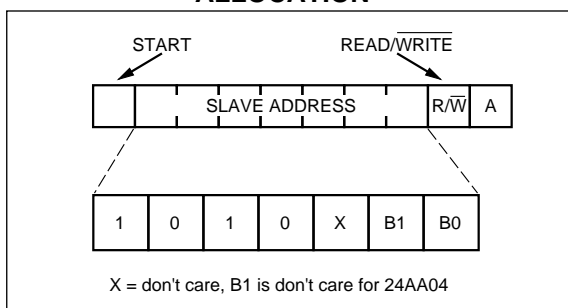 ALLOCATION
START READ/WRITE
SLAVE ADDRESS R/W A
1 0 1 0 X B1 B0
X = don't care, B1 is don't care for 24AA04